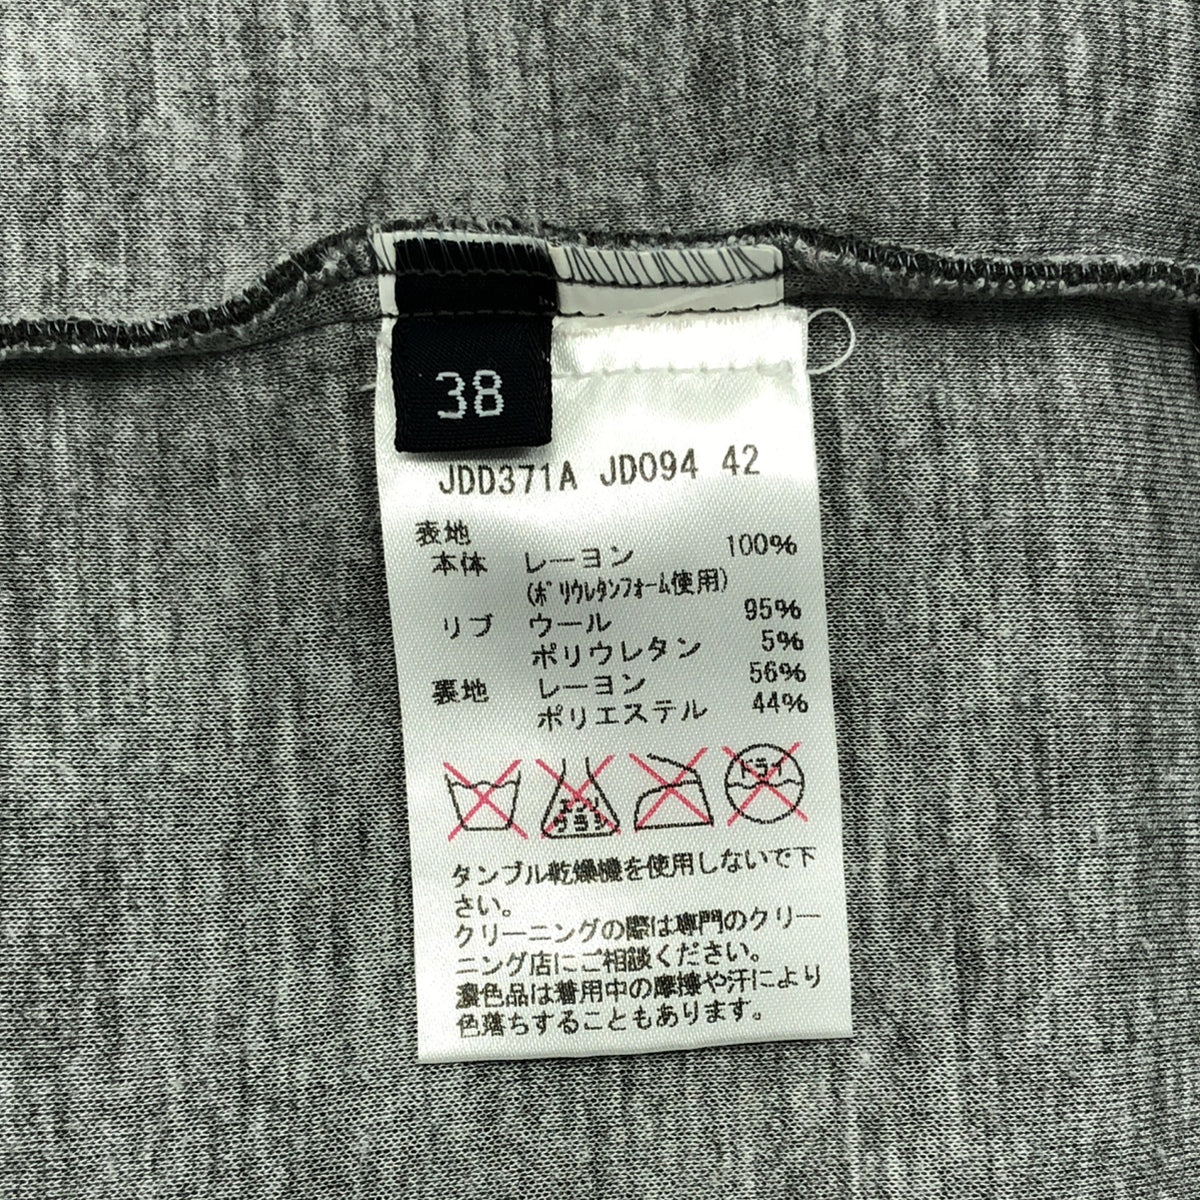 38
JDD371A JD094 42
表地
本体 レーヨン 100%
(ポリウレタンフォーム使用)
リブ ウール 95%
ポリウレタン 5%
裏地 レーヨン 56%
ポリエステル 44%
エンソ
ドライ
サラシ
タンブル乾燥機を使用しないで下
さい。
クリーニングの際は専門のクリー
ニング店にご相談ください。
濃色品は着用中の摩擦や汗により
色落ちすることもあります。